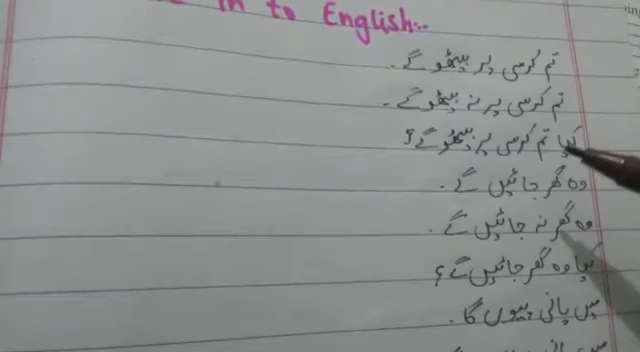 in to English:-
تم کرسی پر بیٹھو گے۔
تم کرسی پر نہ بیٹھو گے۔
کیا تم کرسی پر بیٹھو گے؟
وہ گھر جائیں گے۔
وہ گھر نہ جائیں گے۔
کیا وہ گھر جائیں گے؟
میں پانی پیوں گا۔